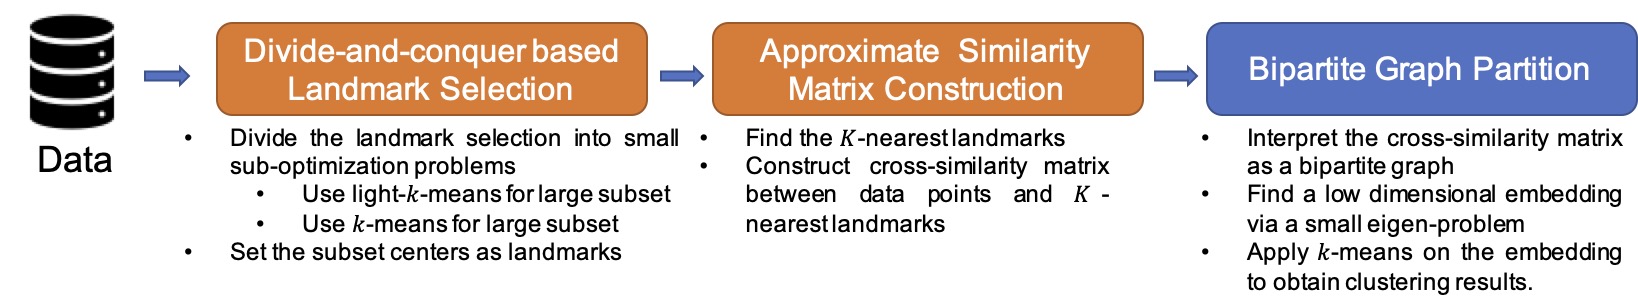 Data
Divide-and-conquer based
Landmark Selection
• Divide the landmark selection into small
sub-optimization problems
• Use light-k-means for large subset
• Use k-means for large subset
• Set the subset centers as landmarks
Approximate Similarity
Matrix Construction
• Find the K-nearest landmarks
• Construct cross-similarity matrix
between data points and K -
nearest landmarks
Bipartite Graph Partition
• Interpret the cross-similarity matrix
as a bipartite graph
• Find a low dimensional embedding
via a small eigen-problem
• Apply k-means on the embedding
to obtain clustering results.